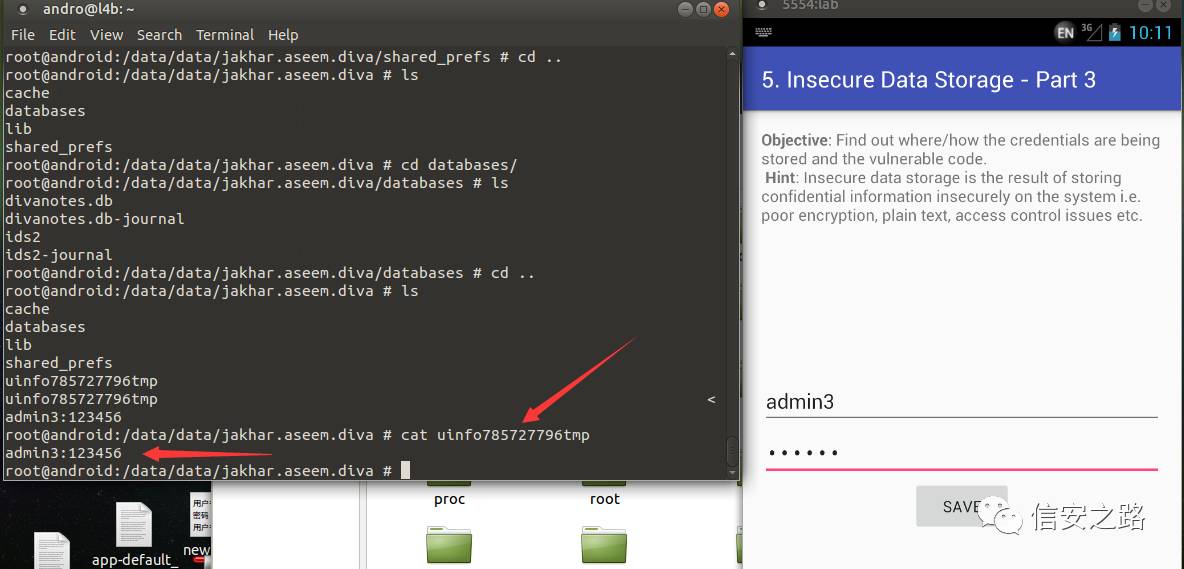 andro@l4b: ~
File Edit View Search Terminal Help
root@android:/data/data/jakhar.aseem.diva/shared_prefs # cd ..
root@android:/data/data/jakhar.aseem.diva # ls
cache
databases
lib
shared_prefs
root@android:/data/data/jakhar.aseem.diva # cd databases/
root@android:/data/data/jakhar.aseem.diva/databases # ls
divanotes.db
divanotes.db-journal
ids2
ids2-journal
root@android:/data/data/jakhar.aseem.diva/databases # cd ..
root@android:/data/data/jakhar.aseem.diva # ls
cache
databases
lib
shared_prefs
uinfo785727796tmp
uinfo785727796tmp <
admin3:123456
root@android:/data/data/jakhar.aseem.diva # cat uinfo785727796tmp
admin3:123456
root@android:/data/data/jakhar.aseem.diva #
proc root
用户
密码
用户
new
app-default_
5554:lab
EN 3G 10:11
5. Insecure Data Storage - Part 3
Objective: Find out where/how the credentials are being
stored and the vulnerable code.
Hint: Insecure data storage is the result of storing
confidential information insecurely on the system i.e.
poor encryption, plain text, access control issues etc.
admin3
••••••
SAVE
信安之路